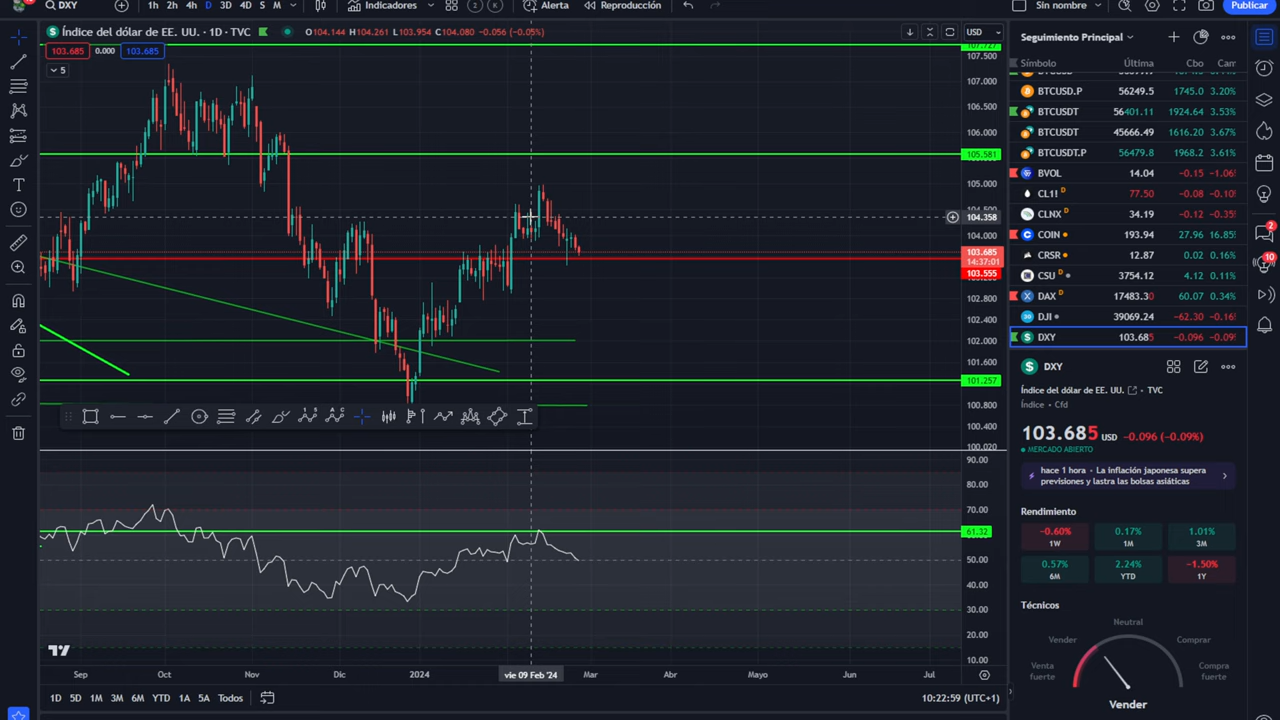 DXY
1h 2h 4h D 3D 4D S M
Indicadores
2 K
Alerta
Reproducción
Sin nombre
Publicar
Índice del dólar de EE. UU. · 1D · TVC
O104.144 H104.261 L103.954 C104.080 -0.056 (-0.05%)
103.685 0.000 103.685
5
USD
107.727
107.500
107.000
106.500
106.000
105.581
105.000
104.358
104.000
103.685
14:37:01
103.555
102.800
102.400
102.000
101.600
101.257
100.800
100.400
100.020
90.00
80.00
70.00
61.32
50.00
40.00
30.00
20.00
10.00
Sep Oct Nov Dic 2024 vie 09 Feb '24 Mar Abr Mayo Jun Jul
1D 5D 1M 3M 6M YTD 1A 5A Todos
10:22:59 (UTC+1)
Seguimiento Principal
Símbolo Última Cbo
BTCUSD.P 56249.5 1745.0 3.20%
BTCUSDT 56401.11 1924.64 3.53%
BTCUSDT 45666.49 1616.20 3.67%
BTCUSDT.P 56479.8 1968.2 3.61%
BVOL 14.04 -0.15 -1.06%
CL1! D 77.50 -0.08 -0.10
CLNX D 34.19 -0.12 -0.35
COIN 193.94 27.96 16.85
CRSR 12.87 0.02 0.16%
CSU 3754.12 4.12 0.11%
DAX D 17483.30 60.07 0.34%
DJI 39069.24 -62.30 -0.16
DXY 103.685 -0.096 -0.09
DXY
Índice del dólar de EE. UU. · TVC
Índice · Cfd
103.685 USD -0.096 (-0.09%)
MERCADO ABIERTO
hace 1 hora · La inflación japonesa supera
previsiones y lastra las bolsas asiáticas
Rendimiento
-0.60% 0.17% 1.01%
1W 1M 3M
0.57% 2.24% -1.50%
6M YTD 1Y
Técnicos
Neutral
Vender Comprar
Venta fuerte
Compra fuerte
Vender
2
10